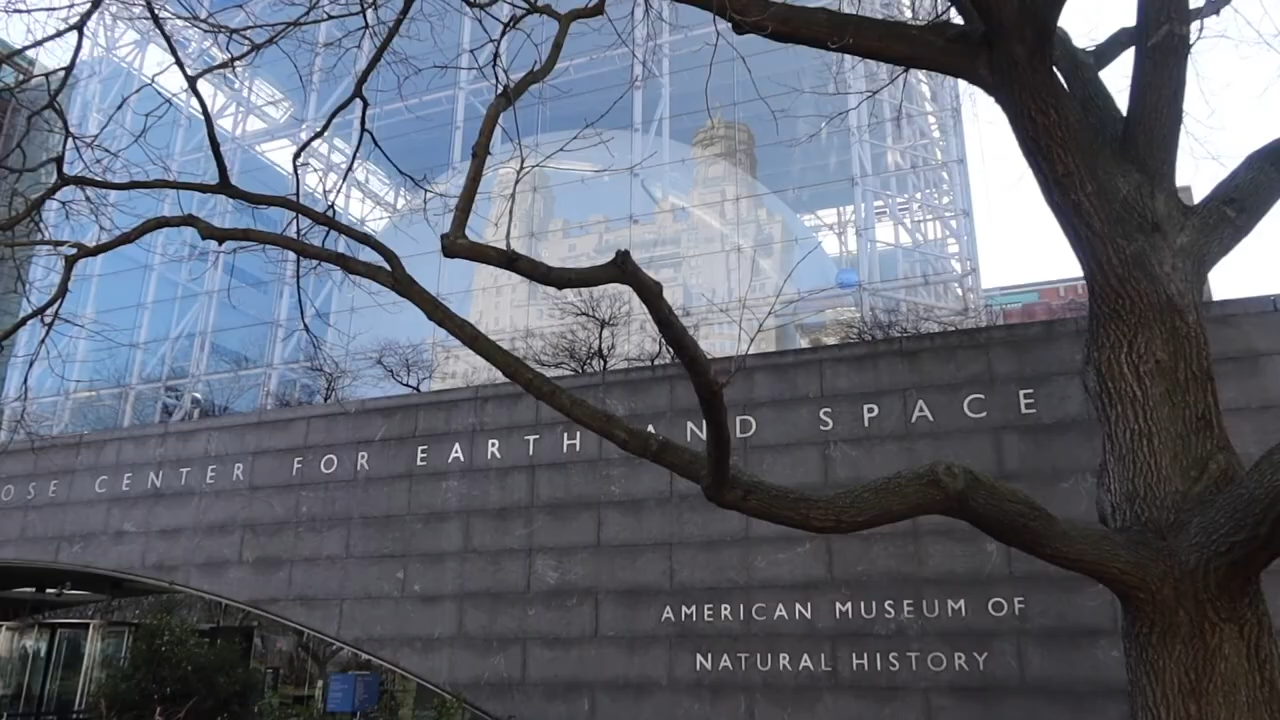 OSE CENTER FOR EARTH AND SPACE
AMERICAN MUSEUM OF
NATURAL HISTORY